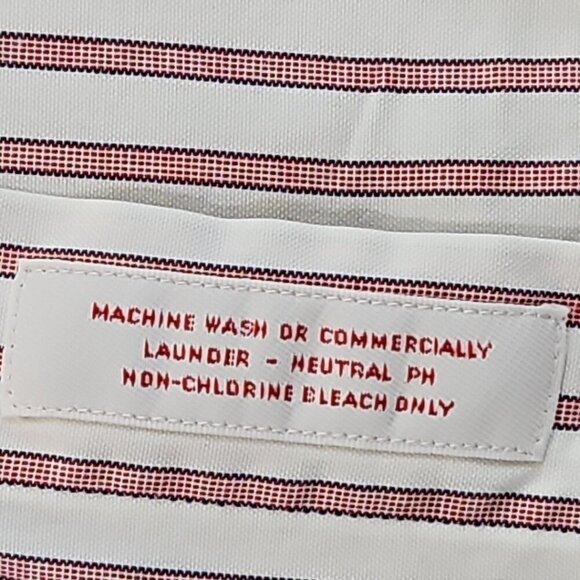 MACHINE WASH OR COMMERCIALLY
LAUNDER - NEUTRAL PH
NON-CHLORINE BLEACH ONLY